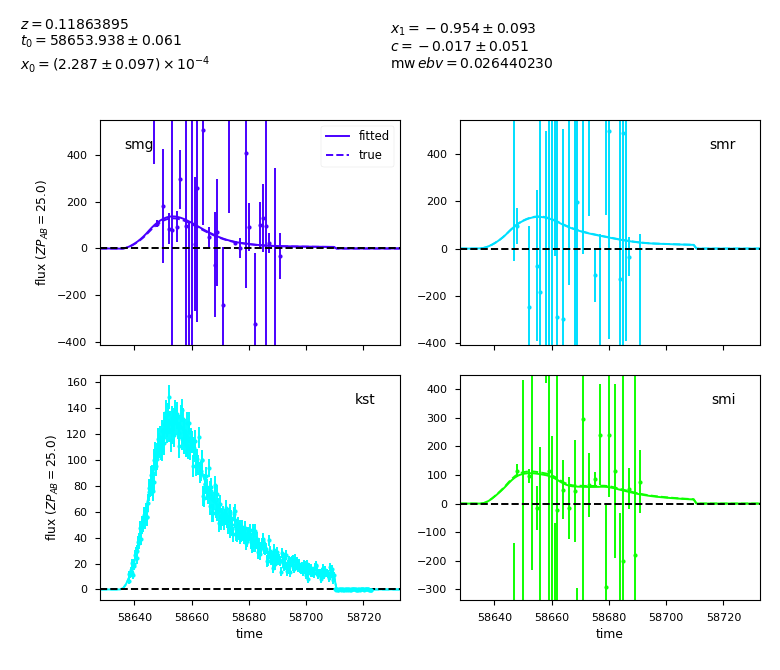 z = 0.11863895
t₀ = 58653.938 ± 0.061
x₀ = (2.287 ± 0.097) × 10⁻⁴
x₁ = −0.954 ± 0.093
c = −0.017 ± 0.051
mwebv = 0.026440230
smg
fitted
true
400
200
0
−200
−400
flux (ZP_AB = 25.0)
smr
400
200
0
−200
−400
kst
160
140
120
100
80
60
40
20
0
flux (ZP_AB = 25.0)
58640 58660 58680 58700 58720
time
smi
400
300
200
100
0
−100
−200
−300
58640 58660 58680 58700 58720
time